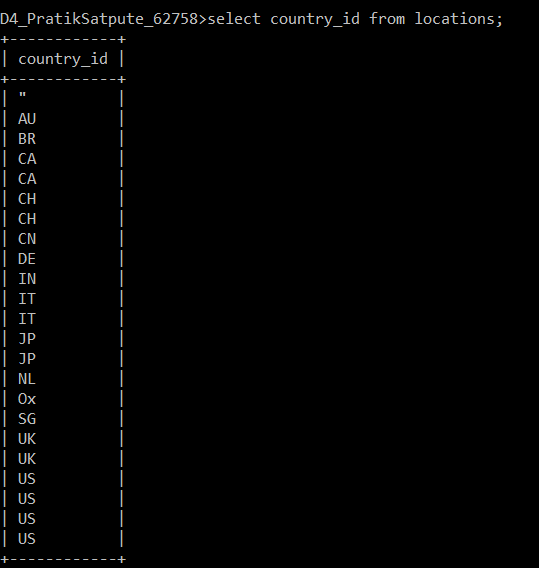 D4_PratikSatpute_62758>select country_id from locations;
+------------+
| country_id |
+------------+
| "          |
| AU         |
| BR         |
| CA         |
| CA         |
| CH         |
| CH         |
| CN         |
| DE         |
| IN         |
| IT         |
| IT         |
| JP         |
| JP         |
| NL         |
| Ox         |
| SG         |
| UK         |
| UK         |
| US         |
| US         |
| US         |
| US         |
+------------+